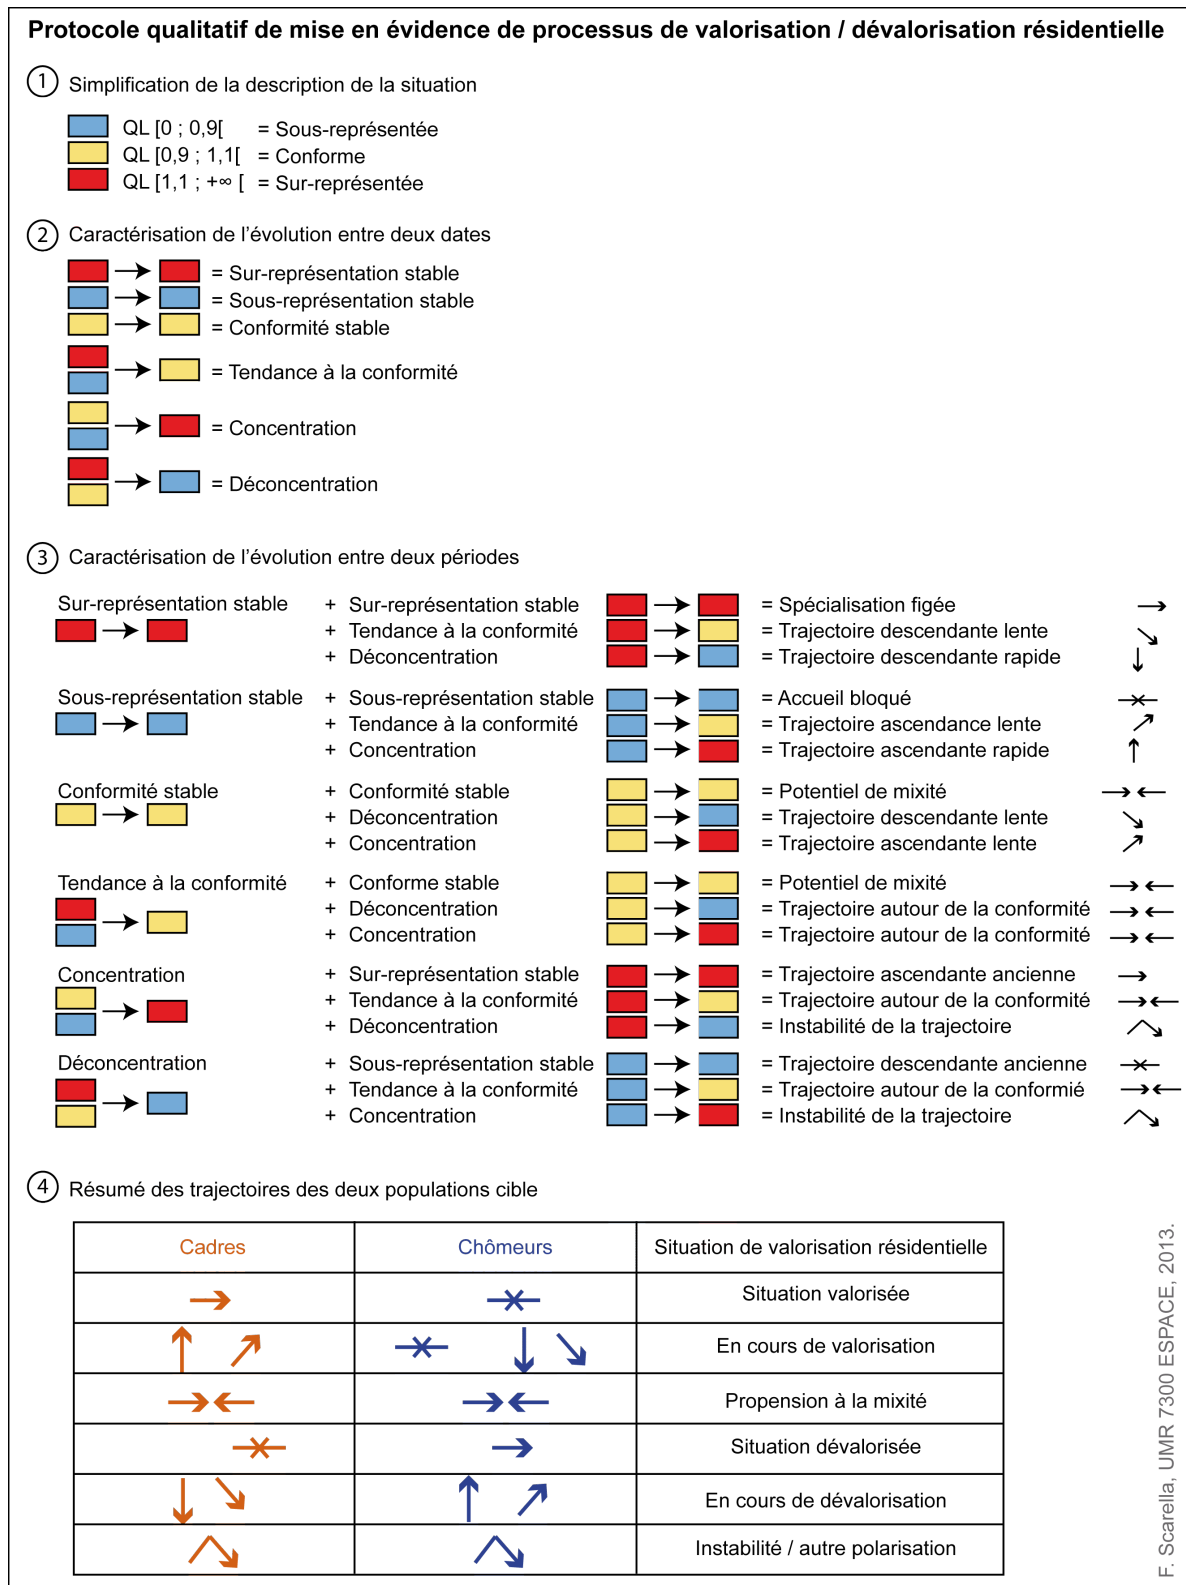 Protocole qualitatif de mise en évidence de processus de valorisation / dévalorisation résidentielle
1 Simplification de la description de la situation
QL [0 ; 0,9[ = Sous-représentée
QL [0,9 ; 1,1[ = Conforme
QL [1,1 ; +∞ [ = Sur-représentée
2 Caractérisation de l'évolution entre deux dates
= Sur-représentation stable
= Sous-représentation stable
= Conformité stable
= Tendance à la conformité
= Concentration
= Déconcentration
3 Caractérisation de l'évolution entre deux périodes
Sur-représentation stable + Sur-représentation stable = Spécialisation figée
+ Tendance à la conformité = Trajectoire descendante lente
+ Déconcentration = Trajectoire descendante rapide
Sous-représentation stable + Sous-représentation stable = Accueil bloqué
+ Tendance à la conformité = Trajectoire ascendance lente
+ Concentration = Trajectoire ascendante rapide
Conformité stable + Conformité stable = Potentiel de mixité
+ Déconcentration = Trajectoire descendante lente
+ Concentration = Trajectoire ascendante lente
Tendance à la conformité + Conforme stable = Potentiel de mixité
+ Déconcentration = Trajectoire autour de la conformité
+ Concentration = Trajectoire autour de la conformité
Concentration + Sur-représentation stable = Trajectoire ascendante ancienne
+ Tendance à la conformité = Trajectoire autour de la conformité
+ Déconcentration = Instabilité de la trajectoire
Déconcentration + Sous-représentation stable = Trajectoire descendante ancienne
+ Tendance à la conformité = Trajectoire autour de la conformié
+ Concentration = Instabilité de la trajectoire
4 Résumé des trajectoires des deux populations cible
Cadres Chômeurs Situation de valorisation résidentielle
Situation valorisée
En cours de valorisation
Propension à la mixité
Situation dévalorisée
En cours de dévalorisation
Instabilité / autre polarisation
F. Scarella, UMR 7300 ESPACE, 2013.